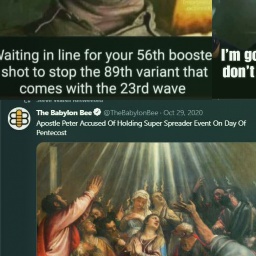 Waiting in line for your 56th booste
shot to stop the 89th variant that
comes with the 23rd wave
I'm go
don't
The Babylon Bee @TheBabylonBee · Oct 29, 2020
Apostle Peter Accused Of Holding Super Spreader Event On Day Of
Pentecost